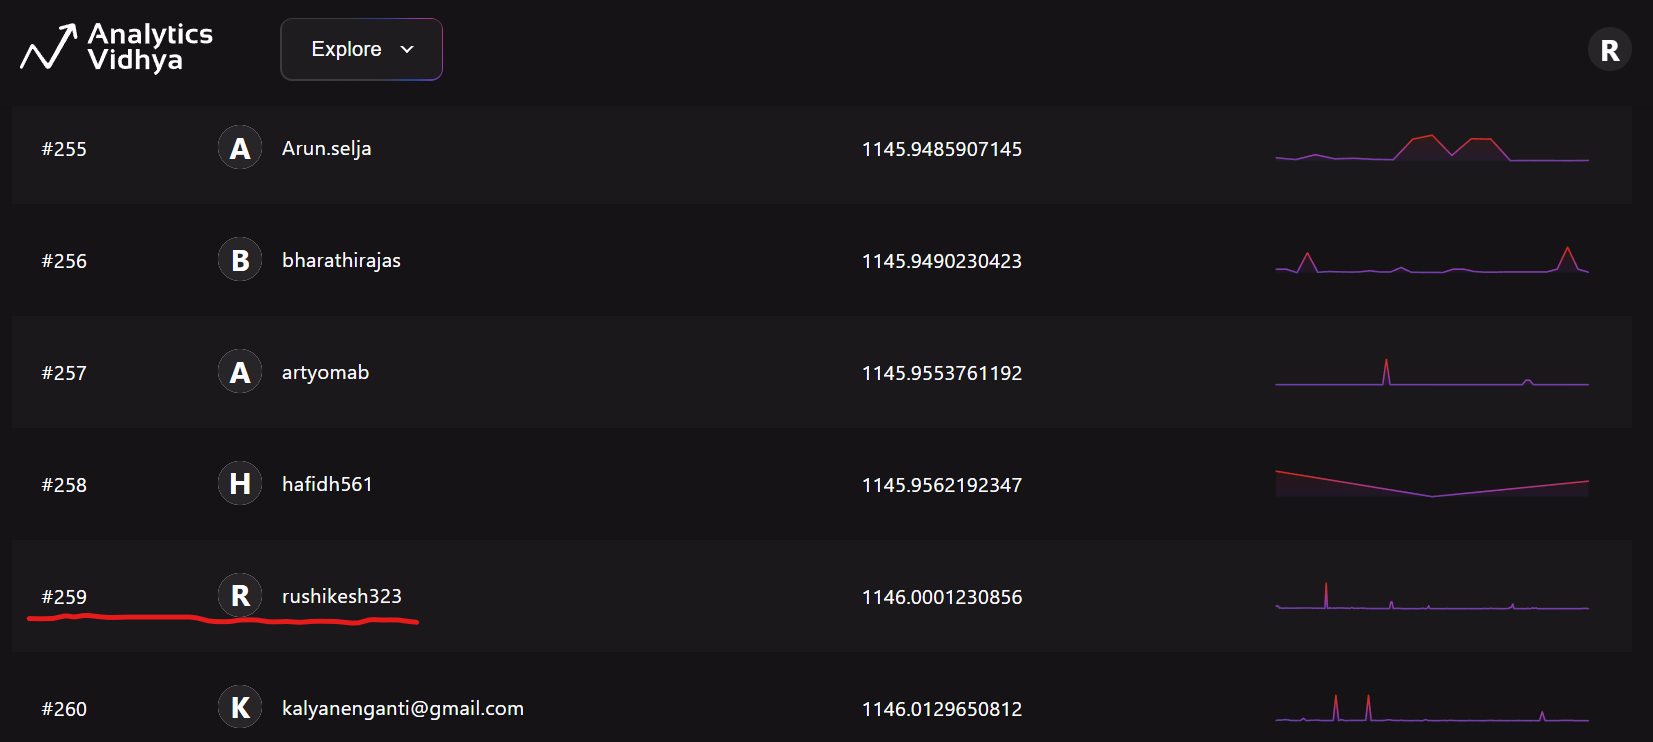 Analytics
Vidhya
Explore
R
#255 A Arun.selja 1145.9485907145
#256 B bharathirajas 1145.9490230423
#257 A artyomab 1145.9553761192
#258 H hafidh561 1145.9562192347
#259 R rushikesh323 1146.0001230856
#260 K kalyanenganti@gmail.com 1146.0129650812